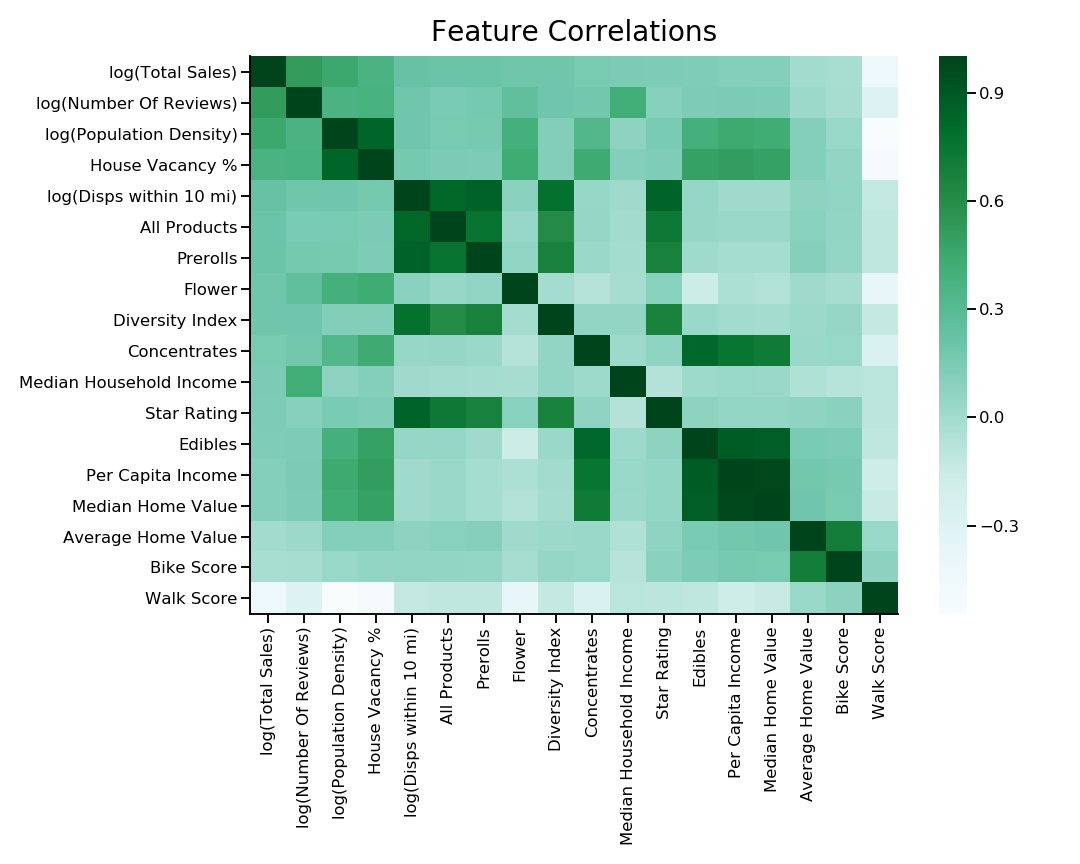 Feature Correlations
log(Total Sales)
log(Number Of Reviews)
log(Population Density)
House Vacancy %
log(Disps within 10 mi)
All Products
Prerolls
Flower
Diversity Index
Concentrates
Median Household Income
Star Rating
Edibles
Per Capita Income
Median Home Value
Average Home Value
Bike Score
Walk Score
log(Total Sales)
log(Number Of Reviews)
log(Population Density)
House Vacancy %
log(Disps within 10 mi)
All Products
Prerolls
Flower
Diversity Index
Concentrates
Median Household Income
Star Rating
Edibles
Per Capita Income
Median Home Value
Average Home Value
Bike Score
Walk Score
0.9
0.6
0.3
0.0
−0.3